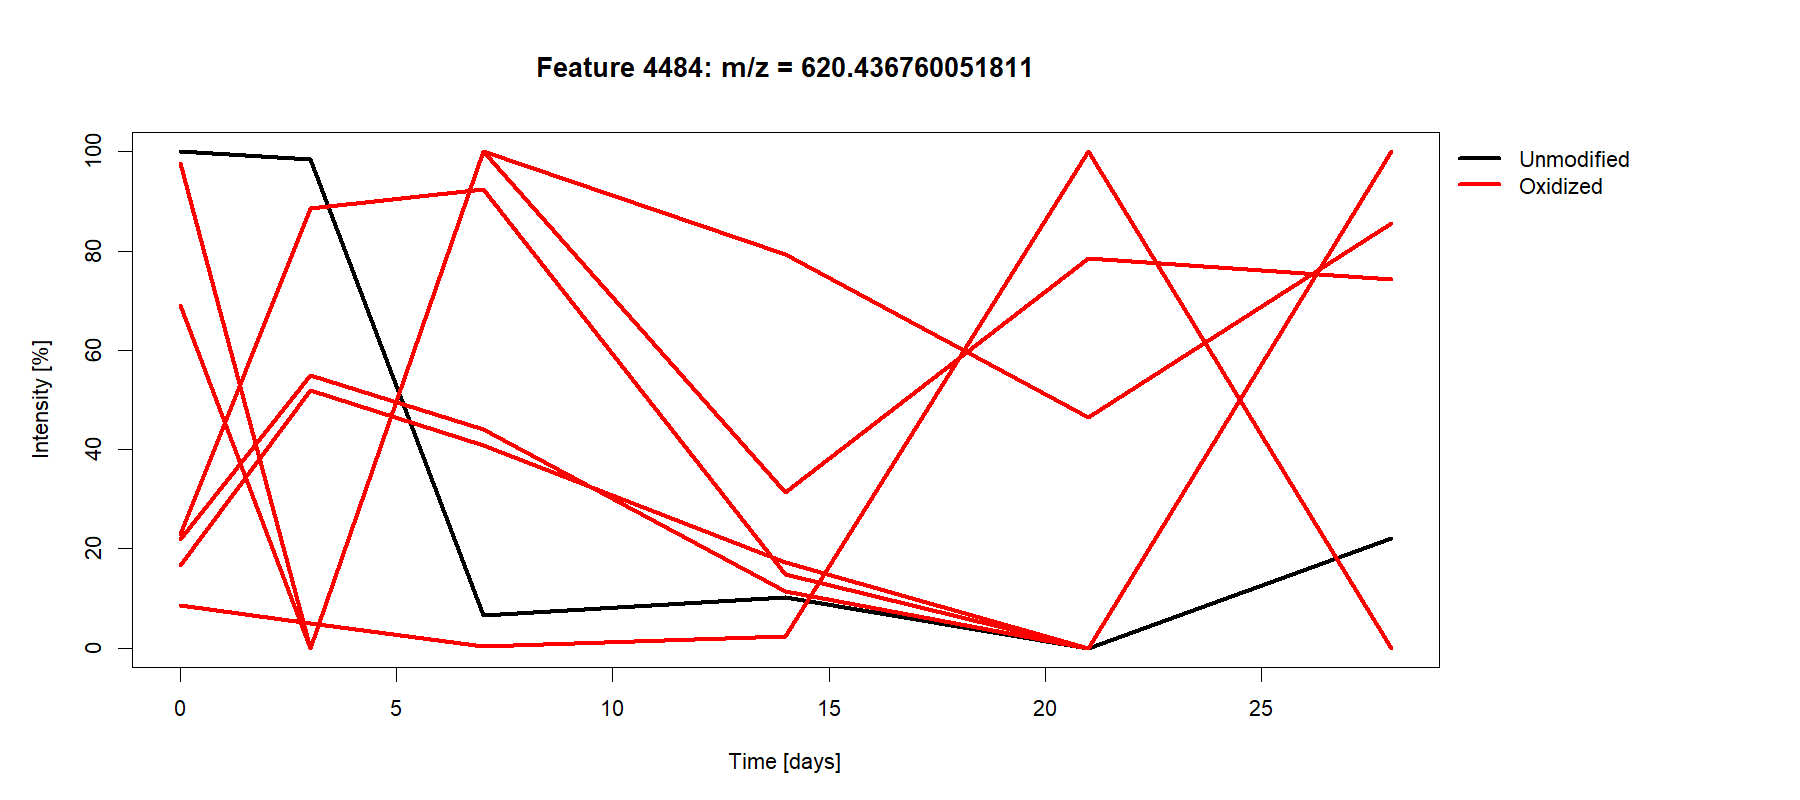 Feature 4484: m/z = 620.436760051811
100
80
60
40
20
0
Intensity [%]
0 5 10 15 20 25
Time [days]
Unmodified
Oxidized